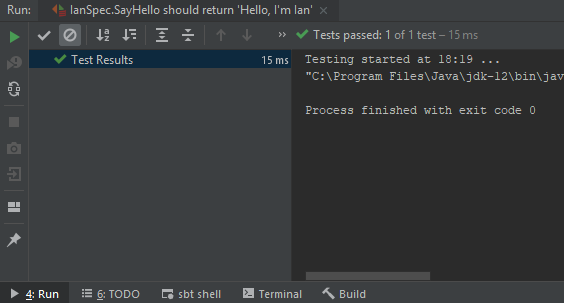 Run: IanSpec.SayHello should return 'Hello, I'm Ian' ×
Tests passed: 1 of 1 test – 15 ms
Test Results 15 ms
Testing started at 18:19 ...
"C:\Program Files\Java\jdk-12\bin\jav
Process finished with exit code 0
4: Run 6: TODO sbt shell Terminal Build